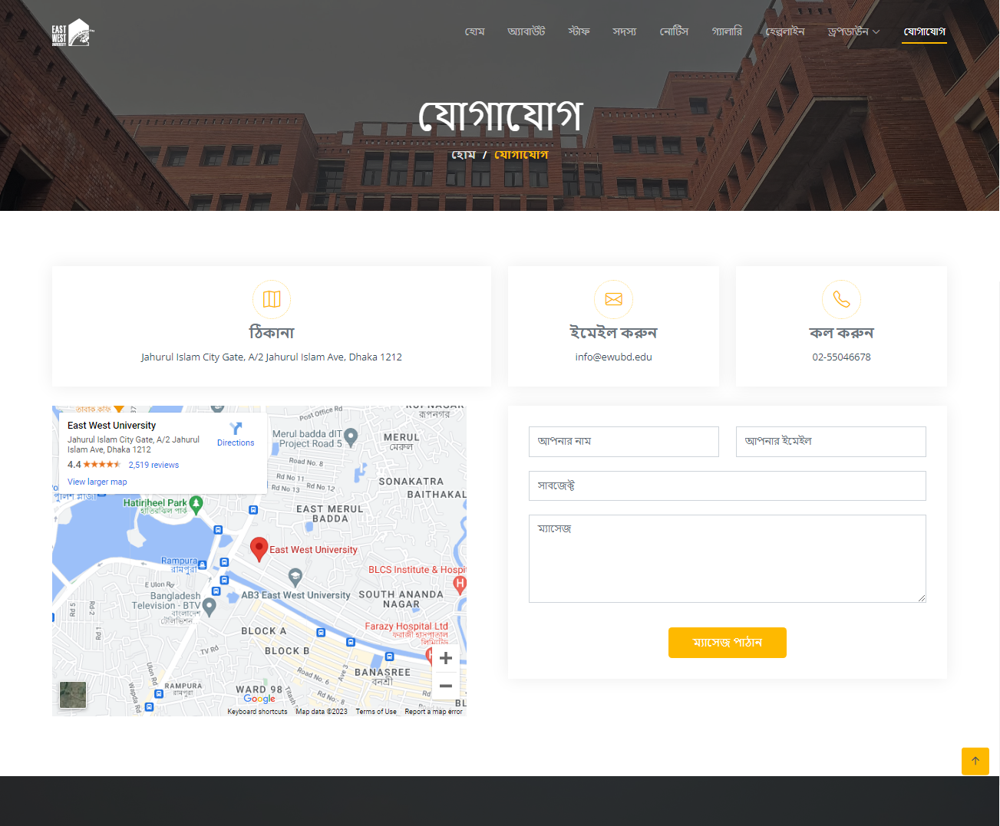 EAST
WEST
UNIVERSITY
হোম অ্যাবাউট স্টাফ সদস্য নোটিস গ্যালারি হেল্পলাইন ড্রপডাউন যোগাযোগ
যোগাযোগ
হোম / যোগাযোগ
ঠিকানা
Jahurul Islam City Gate, A/2 Jahurul Islam Ave, Dhaka 1212
ইমেইল করুন
info@ewubd.edu
কল করুন
02-55046678
East West University
Jahurul Islam City Gate, A/2 Jahurul
Islam Ave, Dhaka 1212
4.4 2,519 reviews
View larger map
Directions
Post Office Rd
RUPNAGAR
রূপনগর
Merul badda dIT
Project Road 5
MERUL
মেরুল
Road No. 8
Rd No 11
Rd No 12
Rd No 13
SONAKATRA
BAITHAKAL
Hatirjheel Park
হাতিরঝিল পার্ক
EAST MERUL
BADDA
East West University
Rampura
রামপুরা
BLCS Institute & Hospi
E Ulon Rd
Bangladesh
Television - BTV
বাংলাদেশ
টেলিভিশন
AB3 East West University
SOUTH ANANDA
NAGAR
Rd 5
Rd-2
Rd 1
BLOCK A
Farazy Hospital Ltd
ফরাজী হাসপাতাল
লিমিটেড
TV Rd
BLOCK B
Ulon Rd
Road No. 6
Ave 3
BANASREE
বনশ্রী
RAMPURA
রামপুরা
Wapda Rd
WARD 98
Titash Rd
Rd No.- 8
BL
Google
Keyboard shortcuts Map data ©2023 Terms of Use Report a map error
আপনার নাম
আপনার ইমেইল
সাবজেক্ট
ম্যাসেজ
ম্যাসেজ পাঠান